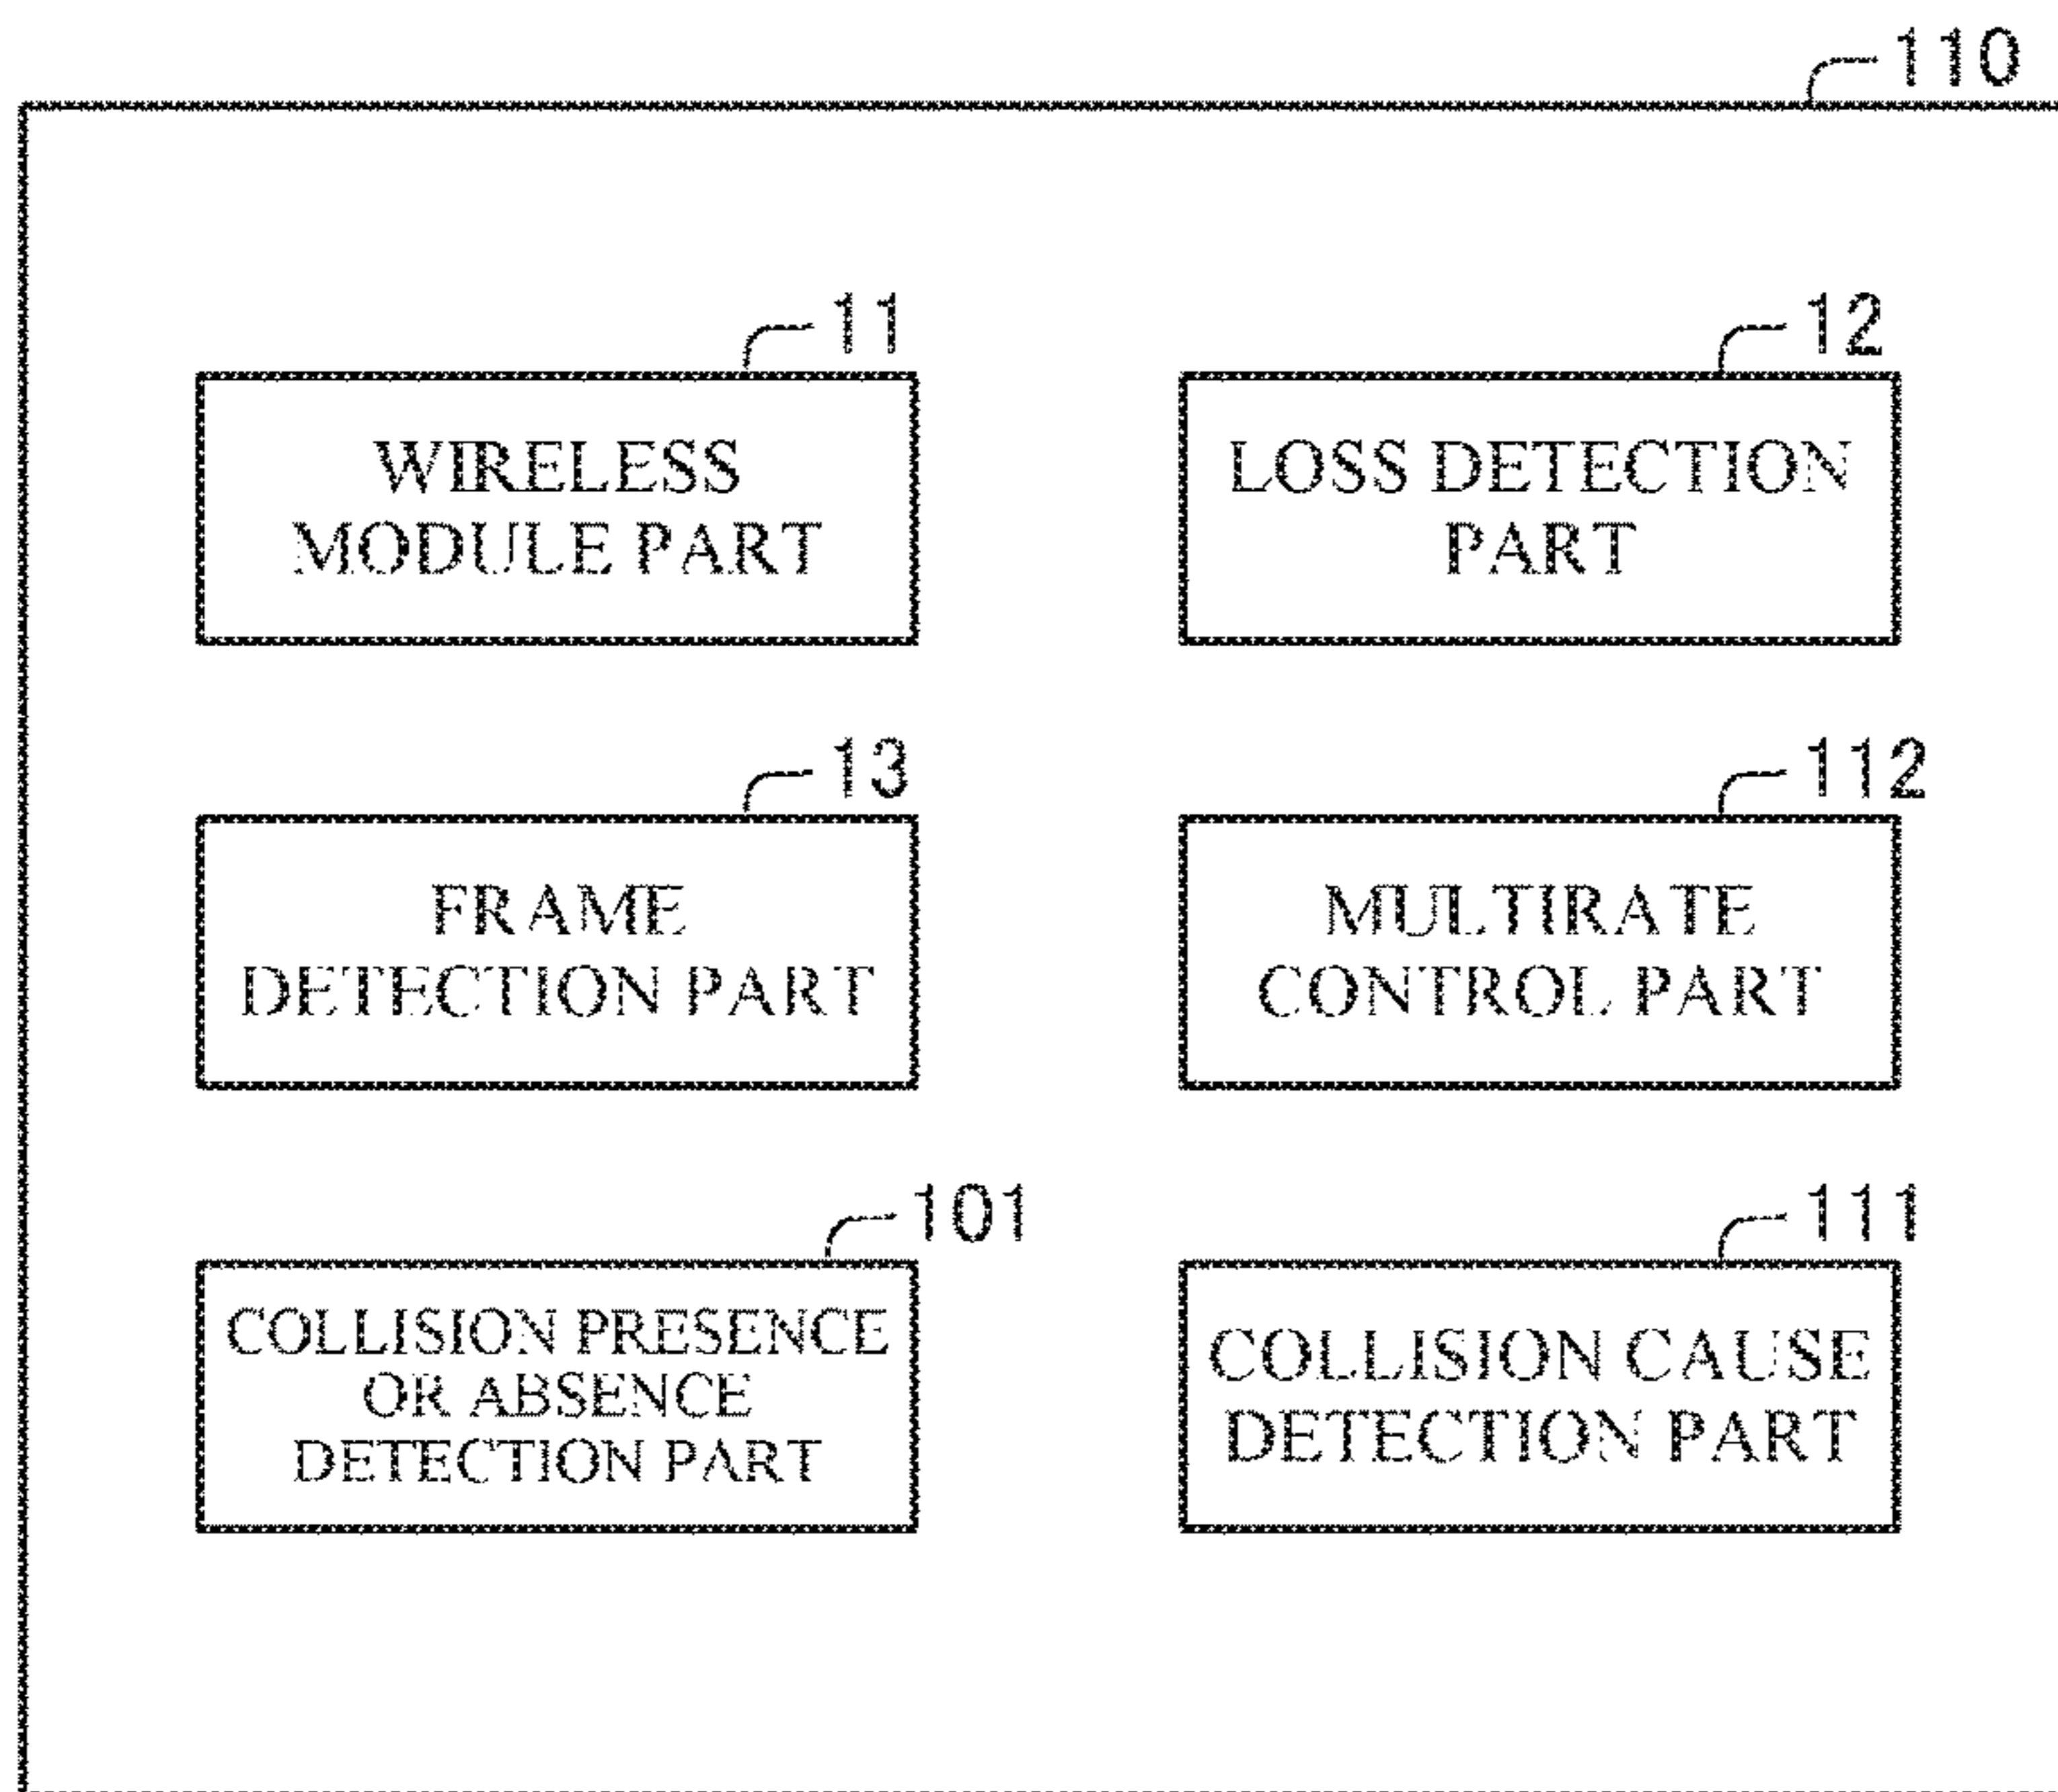 110
11
WIRELESS
MODULE PART
12
LOSS DETECTION
PART
13
FRAME
DETECTION PART
112
MULTIRATE
CONTROL PART
101
COLLISION PRESENCE
OR ABSENCE
DETECTION PART
111
COLLISION CAUSE
DETECTION PART